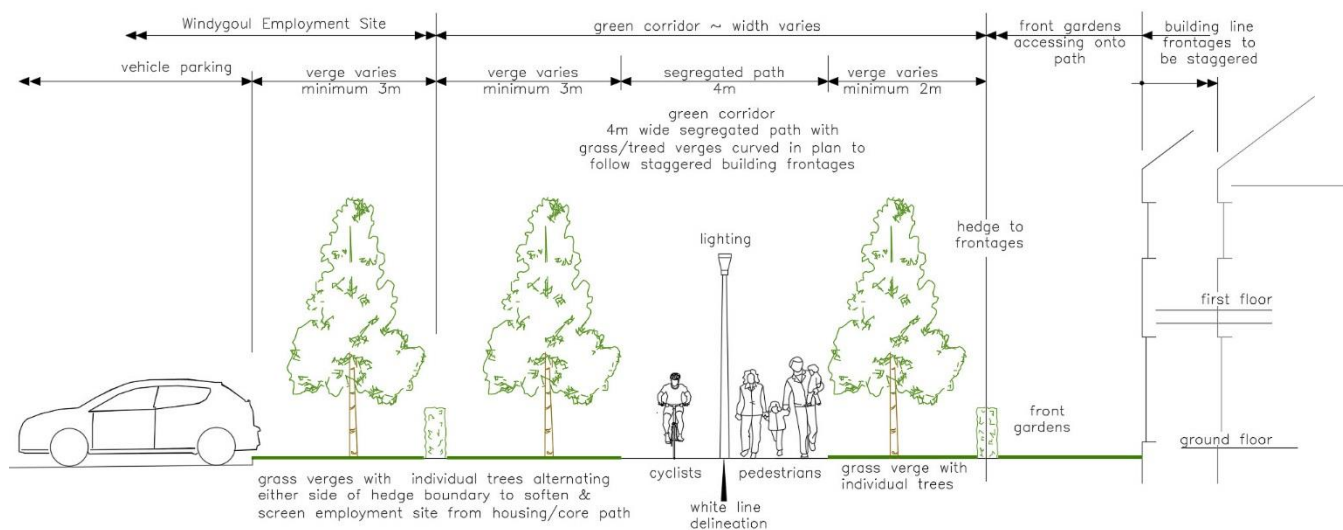 Windygoul Employment Site
green corridor ~ width varies
front gardens
accessing onto
path
building line
frontages to
be staggered
vehicle parking
verge varies
minimum 3m
verge varies
minimum 3m
segregated path
4m
verge varies
minimum 2m
green corridor
4m wide segregated path with
grass/treed verges curved in plan to
follow staggered building frontages
lighting
hedge to
frontages
first floor
front
gardens
ground floor
grass verges with individual trees alternating
either side of hedge boundary to soften &
screen employment site from housing/core path
cyclists
pedestrians
grass verge with
individual trees
white line
delineation